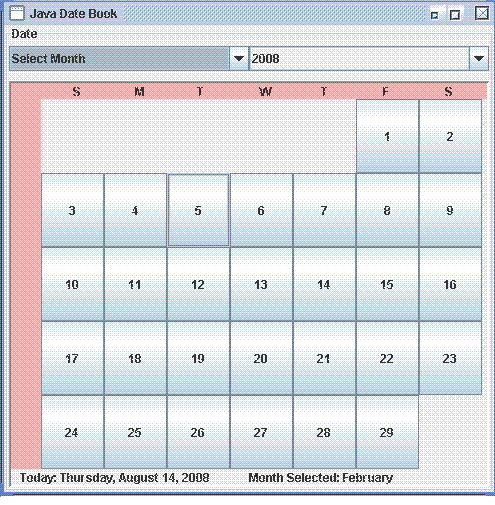 Java Date Book
Date
Select Month 2008
S M T W T F S
1 2
3 4 5 6 7 8 9
10 11 12 13 14 15 16
17 18 19 20 21 22 23
24 25 26 27 28 29
Today: Thursday, August 14, 2008 Month Selected: February